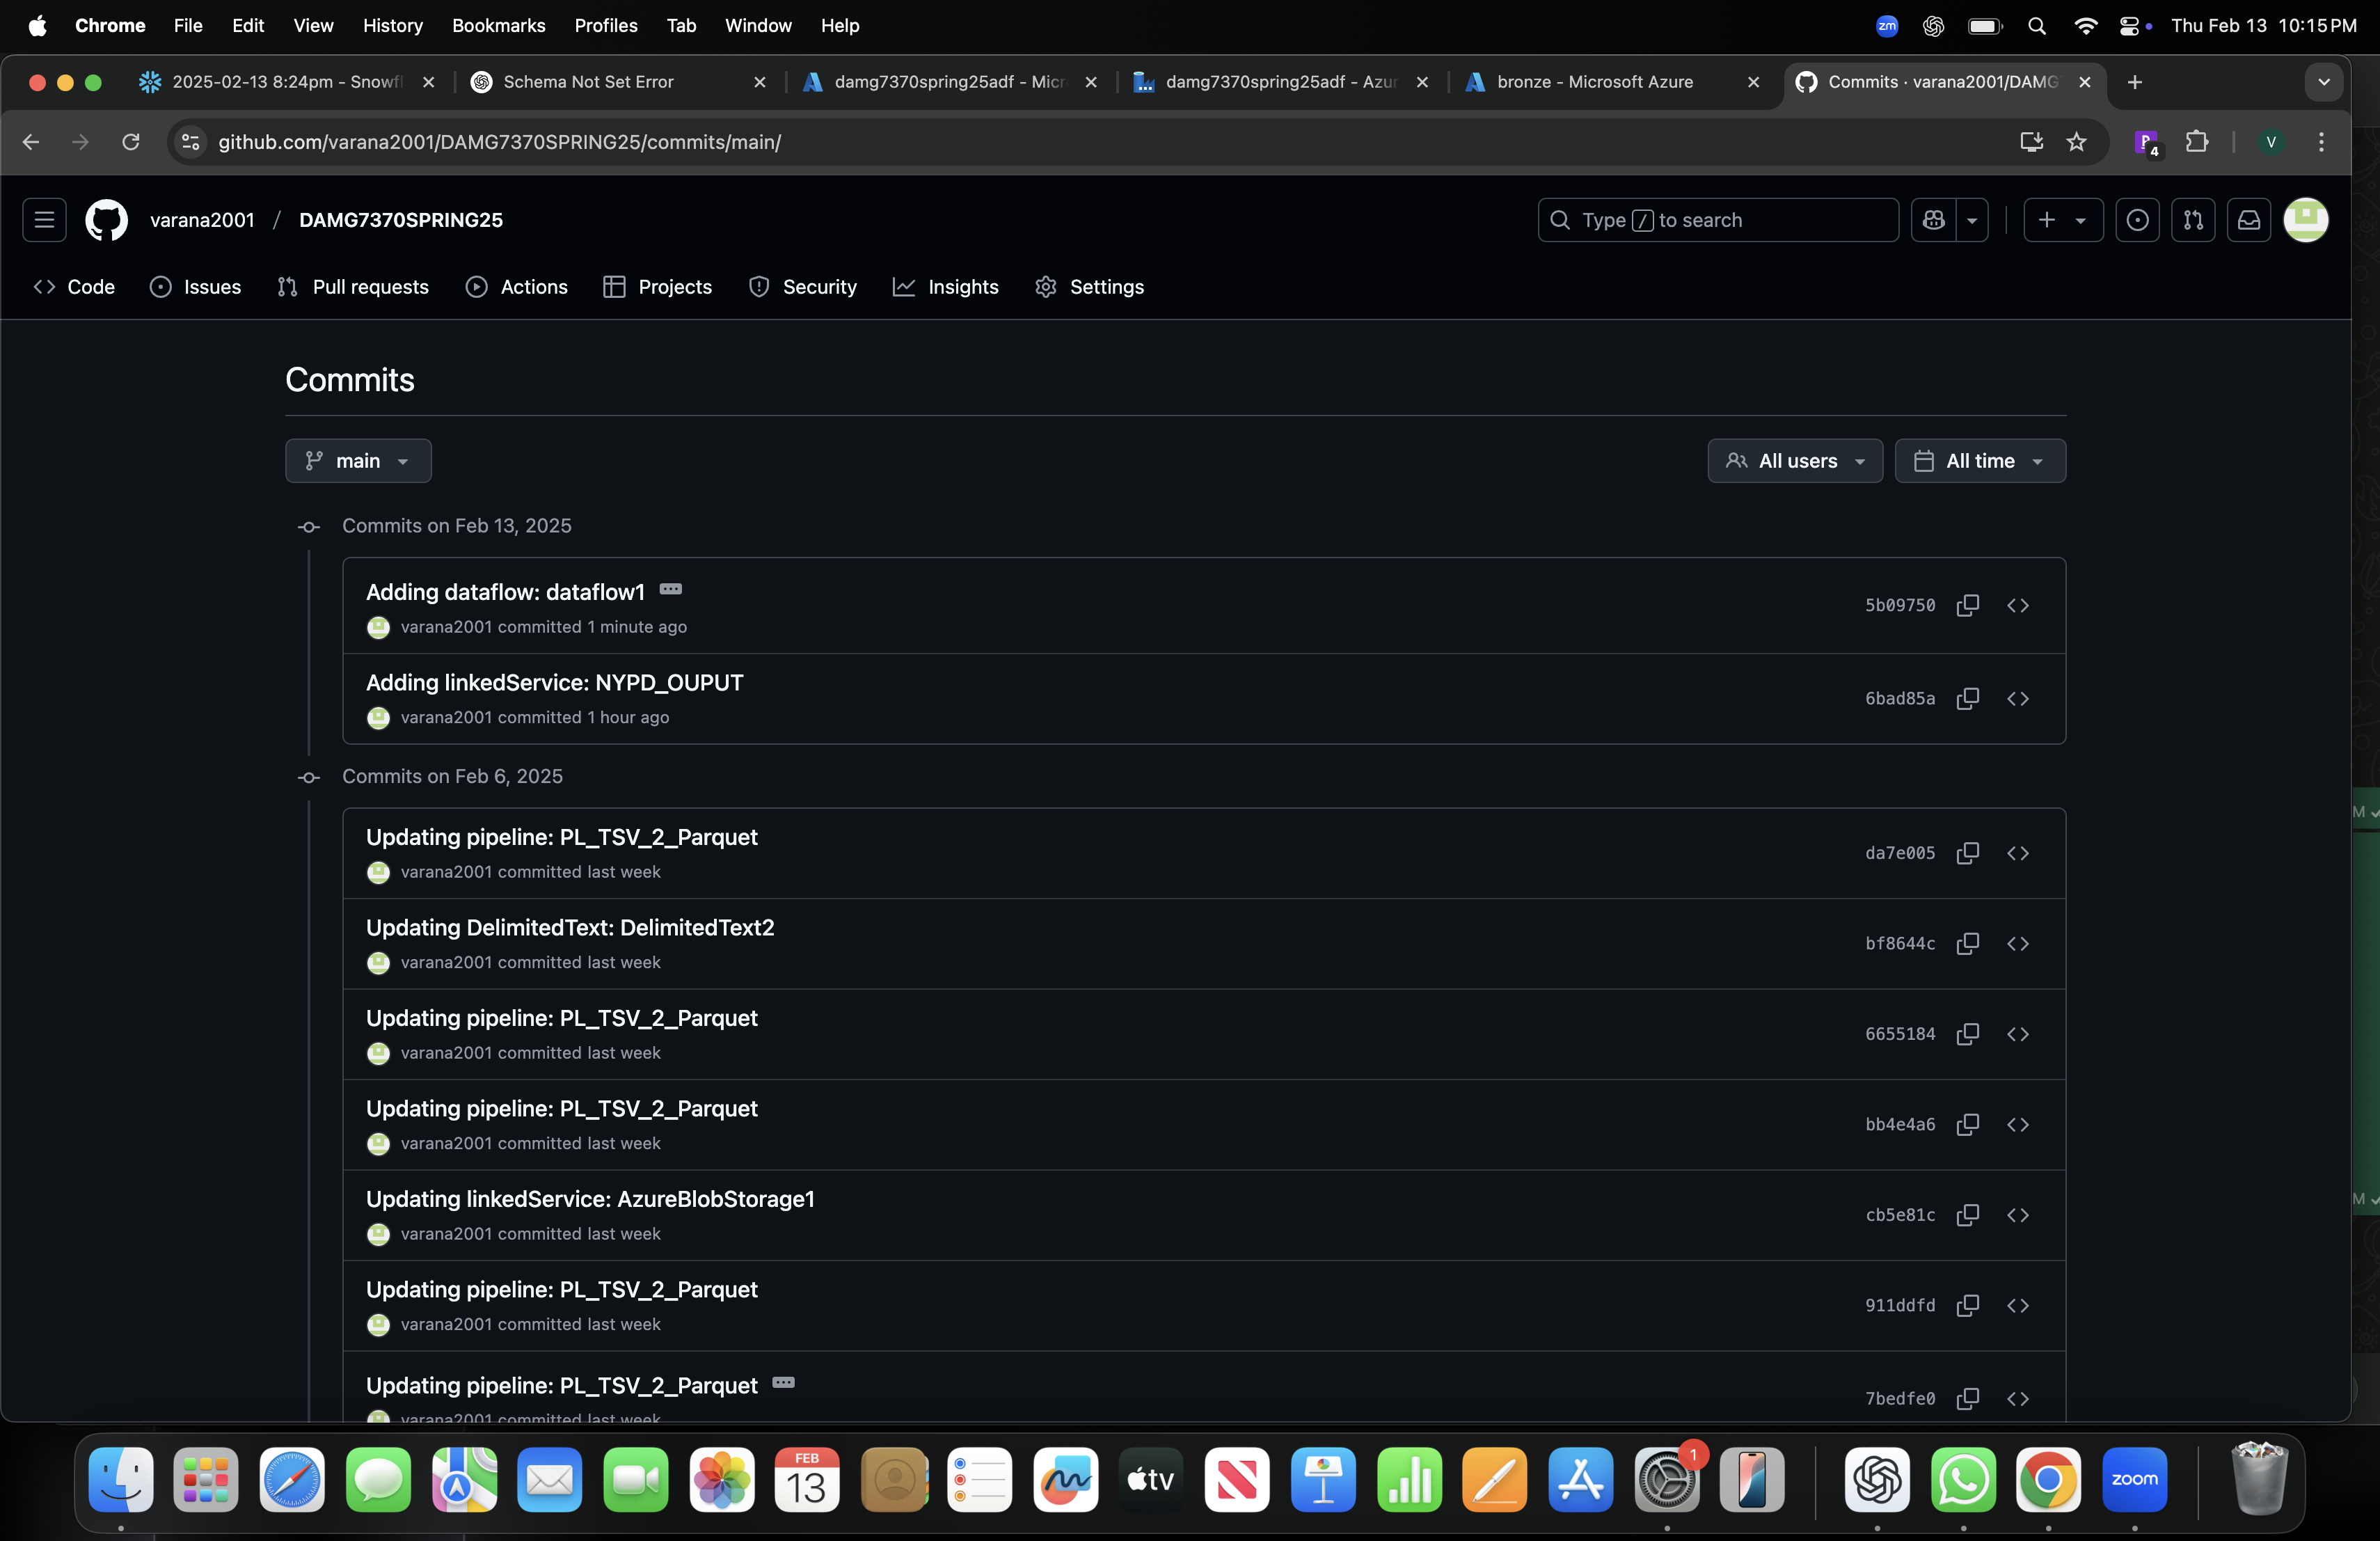 Chrome File Edit View History Bookmarks Profiles Tab Window Help
zm
Thu Feb 13 10:15 PM
2025-02-13 8:24pm - Snowfl
Schema Not Set Error
damg7370spring25adf - Micr
damg7370spring25adf - Azur
bronze - Microsoft Azure
Commits · varana2001/DAMG
github.com/varana2001/DAMG7370SPRING25/commits/main/
4
V
varana2001 / DAMG7370SPRING25
Type / to search
Code
Issues
Pull requests
Actions
Projects
Security
Insights
Settings
Commits
main
All users
All time
Commits on Feb 13, 2025
Adding dataflow: dataflow1
varana2001 committed 1 minute ago
5b09750
Adding linkedService: NYPD_OUPUT
varana2001 committed 1 hour ago
6bad85a
Commits on Feb 6, 2025
Updating pipeline: PL_TSV_2_Parquet
varana2001 committed last week
da7e005
Updating DelimitedText: DelimitedText2
varana2001 committed last week
bf8644c
Updating pipeline: PL_TSV_2_Parquet
varana2001 committed last week
6655184
Updating pipeline: PL_TSV_2_Parquet
varana2001 committed last week
bb4e4a6
Updating linkedService: AzureBlobStorage1
varana2001 committed last week
cb5e81c
Updating pipeline: PL_TSV_2_Parquet
varana2001 committed last week
911ddfd
Updating pipeline: PL_TSV_2_Parquet
varana2001 committed last week
7bedfe0
M
M
FEB
13
tv
1
zoom